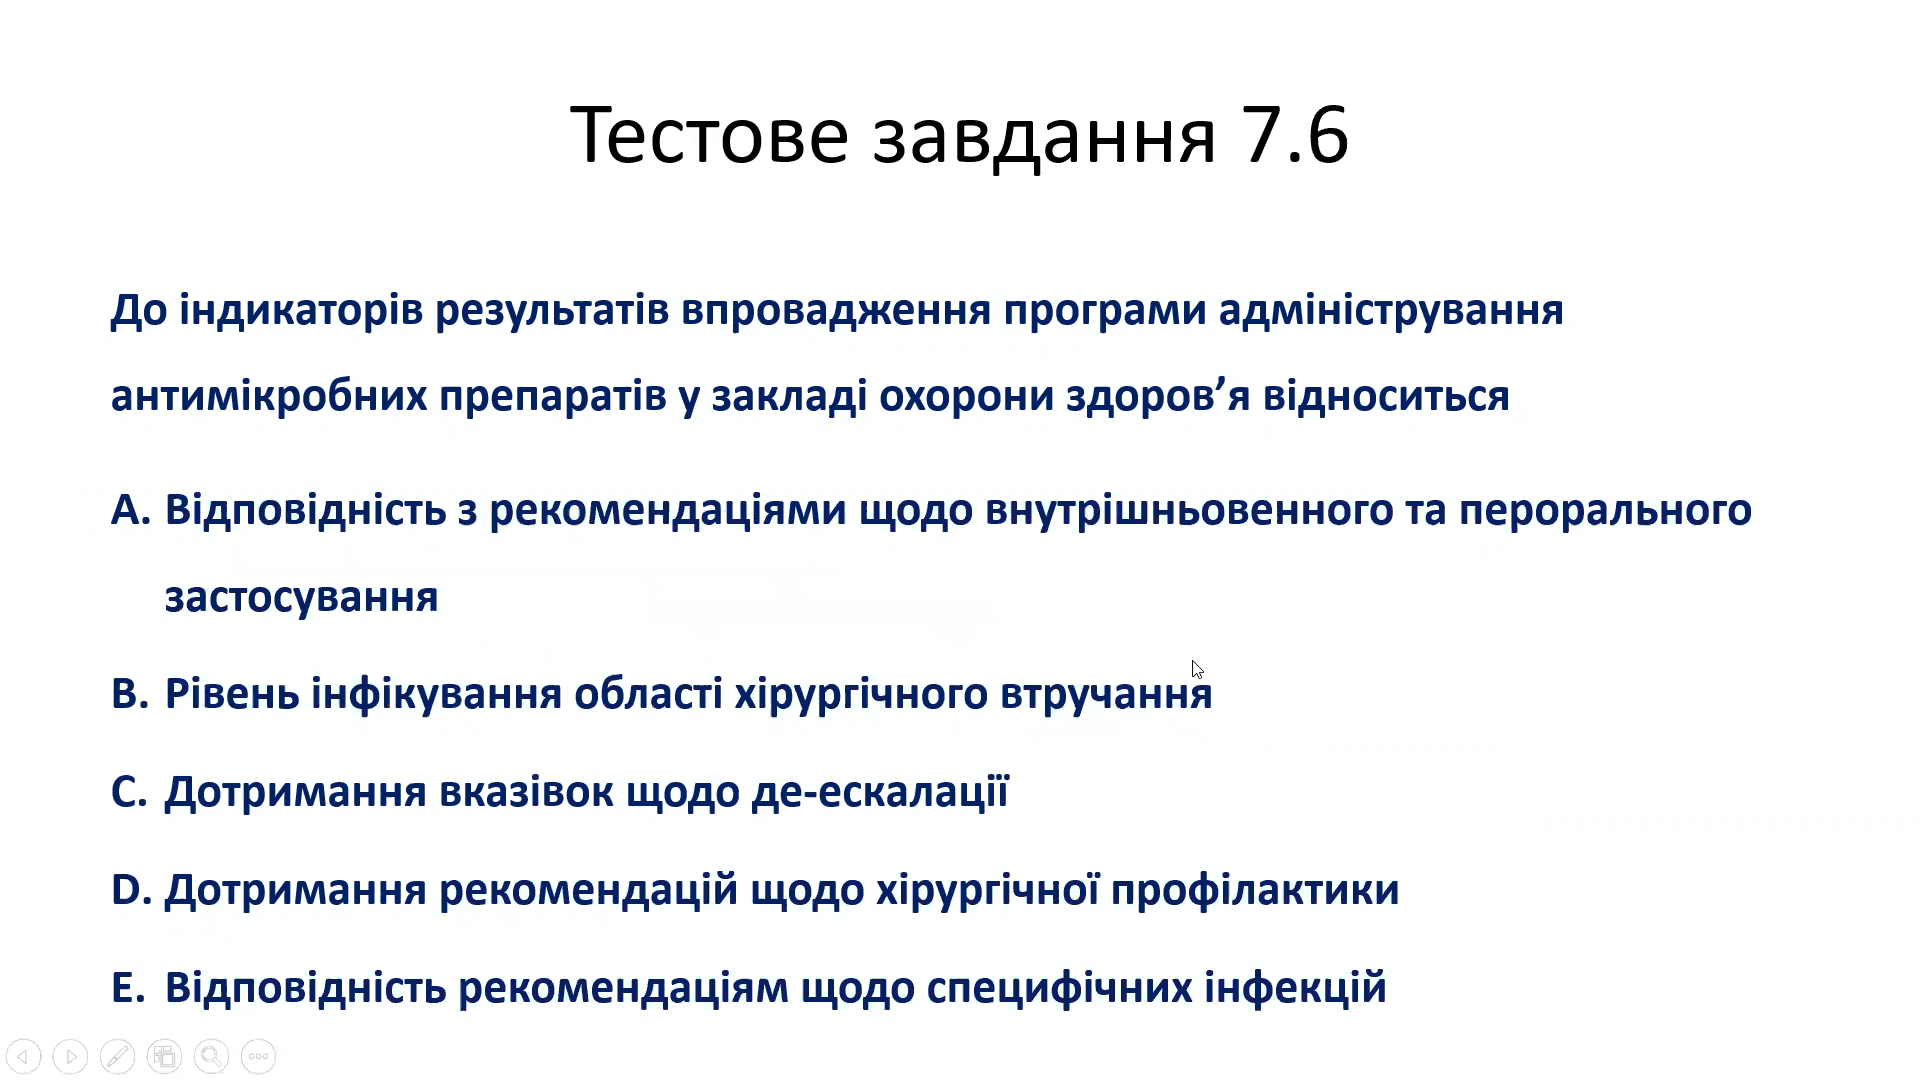 Тестове завдання 7.6
До індикаторів результатів впровадження програми адміністрування
антимікробних препаратів у закладі охорони здоров’я відноситься
A. Відповідність з рекомендаціями щодо внутрішньовенного та перорального
застосування
B. Рівень інфікування області хірургічного втручання
C. Дотримання вказівок щодо де-ескалації
D. Дотримання рекомендацій щодо хірургічної профілактики
E. Відповідність рекомендаціям щодо специфічних інфекцій